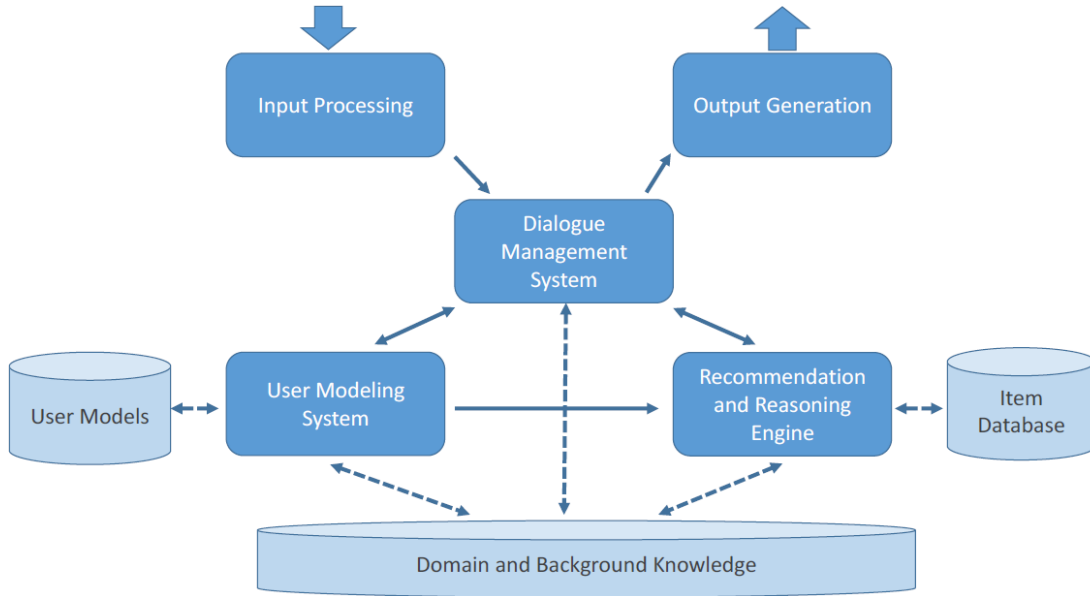 Input Processing
Output Generation
Dialogue
Management
System
User Models
User Modeling
System
Recommendation
and Reasoning
Engine
Item
Database
Domain and Background Knowledge